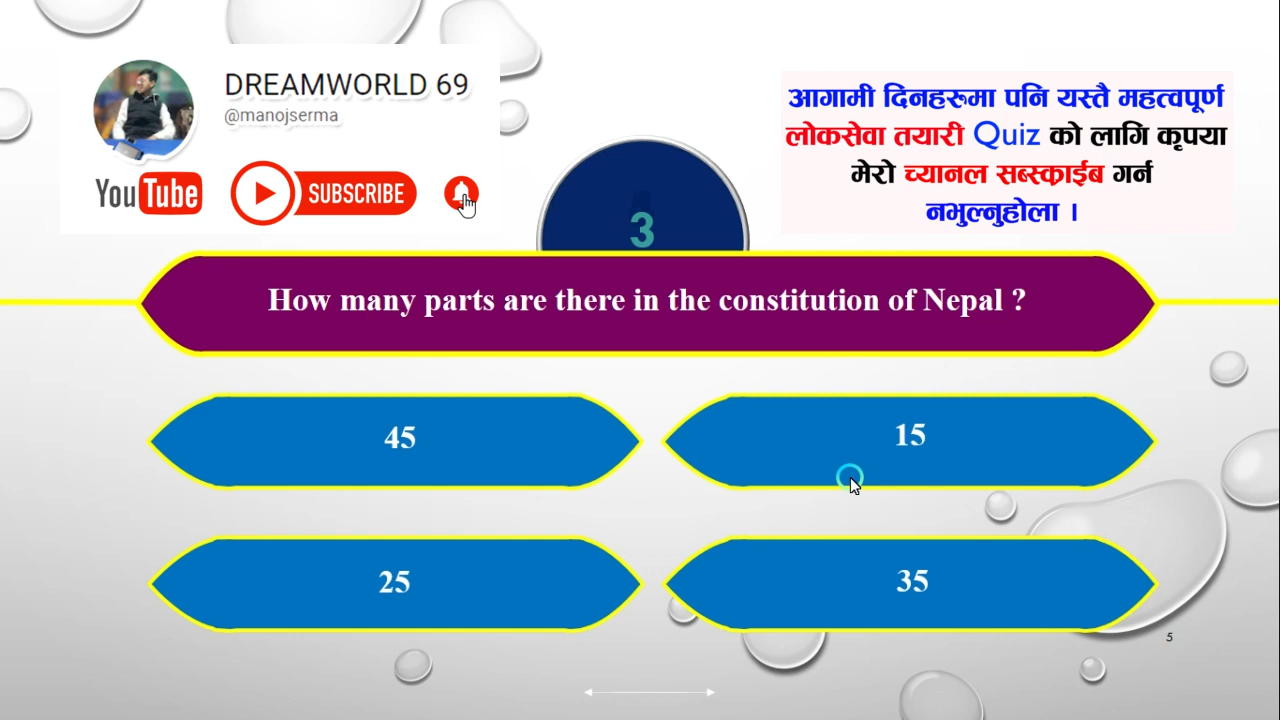 DREAMWORLD 69
@manojserma
YouTube
SUBSCRIBE
आगामी दिनहरुमा पनि यस्तै महत्वपूर्ण
लोकसेवा तयारी Quiz को लागि कृपया
मेरो च्यानल सब्स्क्राईब गर्न
नभुल्नुहोला ।
3
How many parts are there in the constitution of Nepal ?
45
15
25
35
5